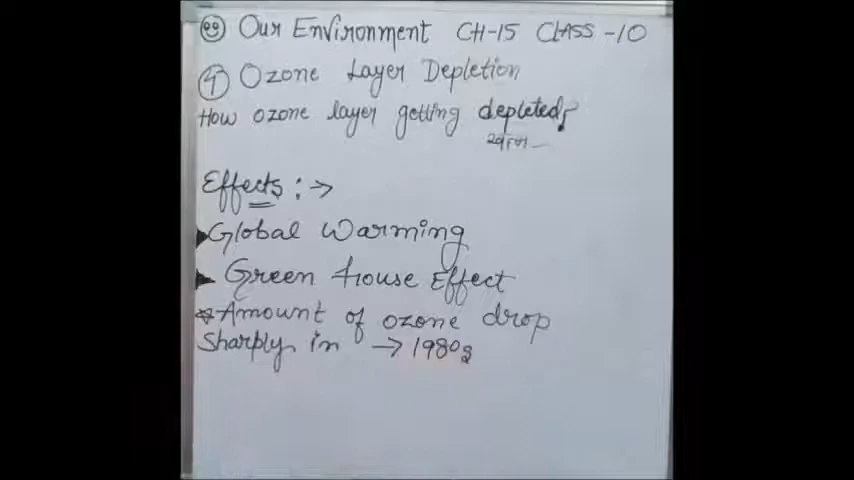 Our Environment CH-15 CLASS -10
4 Ozone Layer Depletion
How ozone layer getting depleted?
Effects :→
Global Warming
Green House Effect
Amount of ozone drop
Sharply in → 1980s